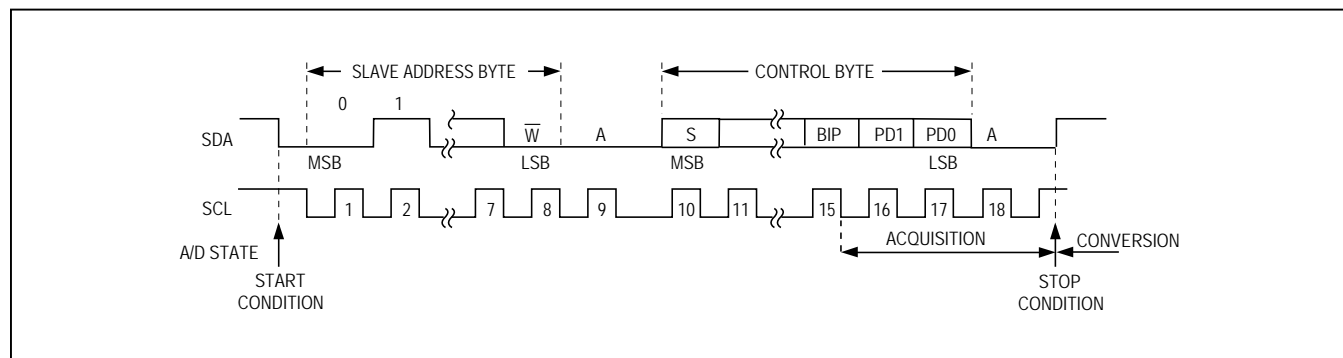 SLAVE ADDRESS BYTE CONTROL BYTE
0 1
SDA W̅ A S BIP PD1 PD0 A
MSB LSB MSB LSB
SCL 1 2 7 8 9 10 11 15 16 17 18
A/D STATE ACQUISITION CONVERSION
START CONDITION STOP CONDITION